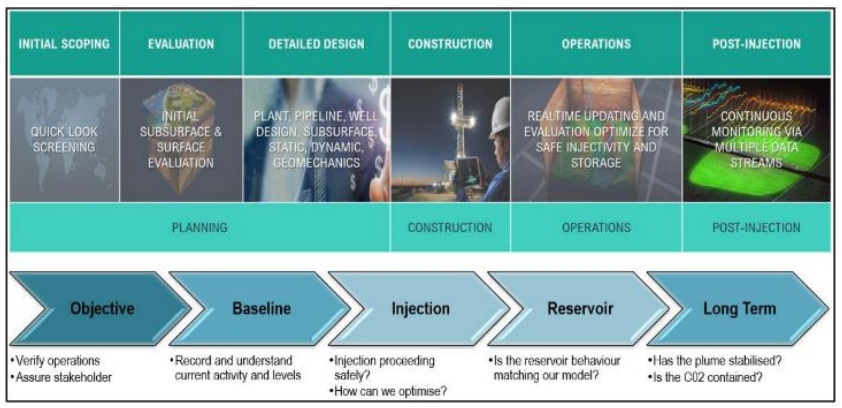 INITIAL SCOPING
EVALUATION
DETAILED DESIGN
CONSTRUCTION
OPERATIONS
POST-INJECTION
QUICK LOOK
SCREENING
INITIAL
SUBSURFACE &
SURFACE
EVALUATION
PLANT, PIPELINE, WELL
DESIGN, SUBSURFACE,
STATIC, DYNAMIC,
GEOMECHANICS
REALTIME UPDATING AND
EVALUATION OPTIMIZE FOR
SAFE INJECTIVITY AND
STORAGE
CONTINUOUS
MONITORING VIA
MULTIPLE DATA
STREAMS
PLANNING
CONSTRUCTION
OPERATIONS
POST-INJECTION
Objective
Baseline
Injection
Reservoir
Long Term
•Verify operations
•Assure stakeholder
•Record and understand
current activity and levels
•Injection proceeding
safely?
•How can we optimise?
•Is the reservoir behaviour
matching our model?
•Has the plume stabilised?
•Is the C02 contained?